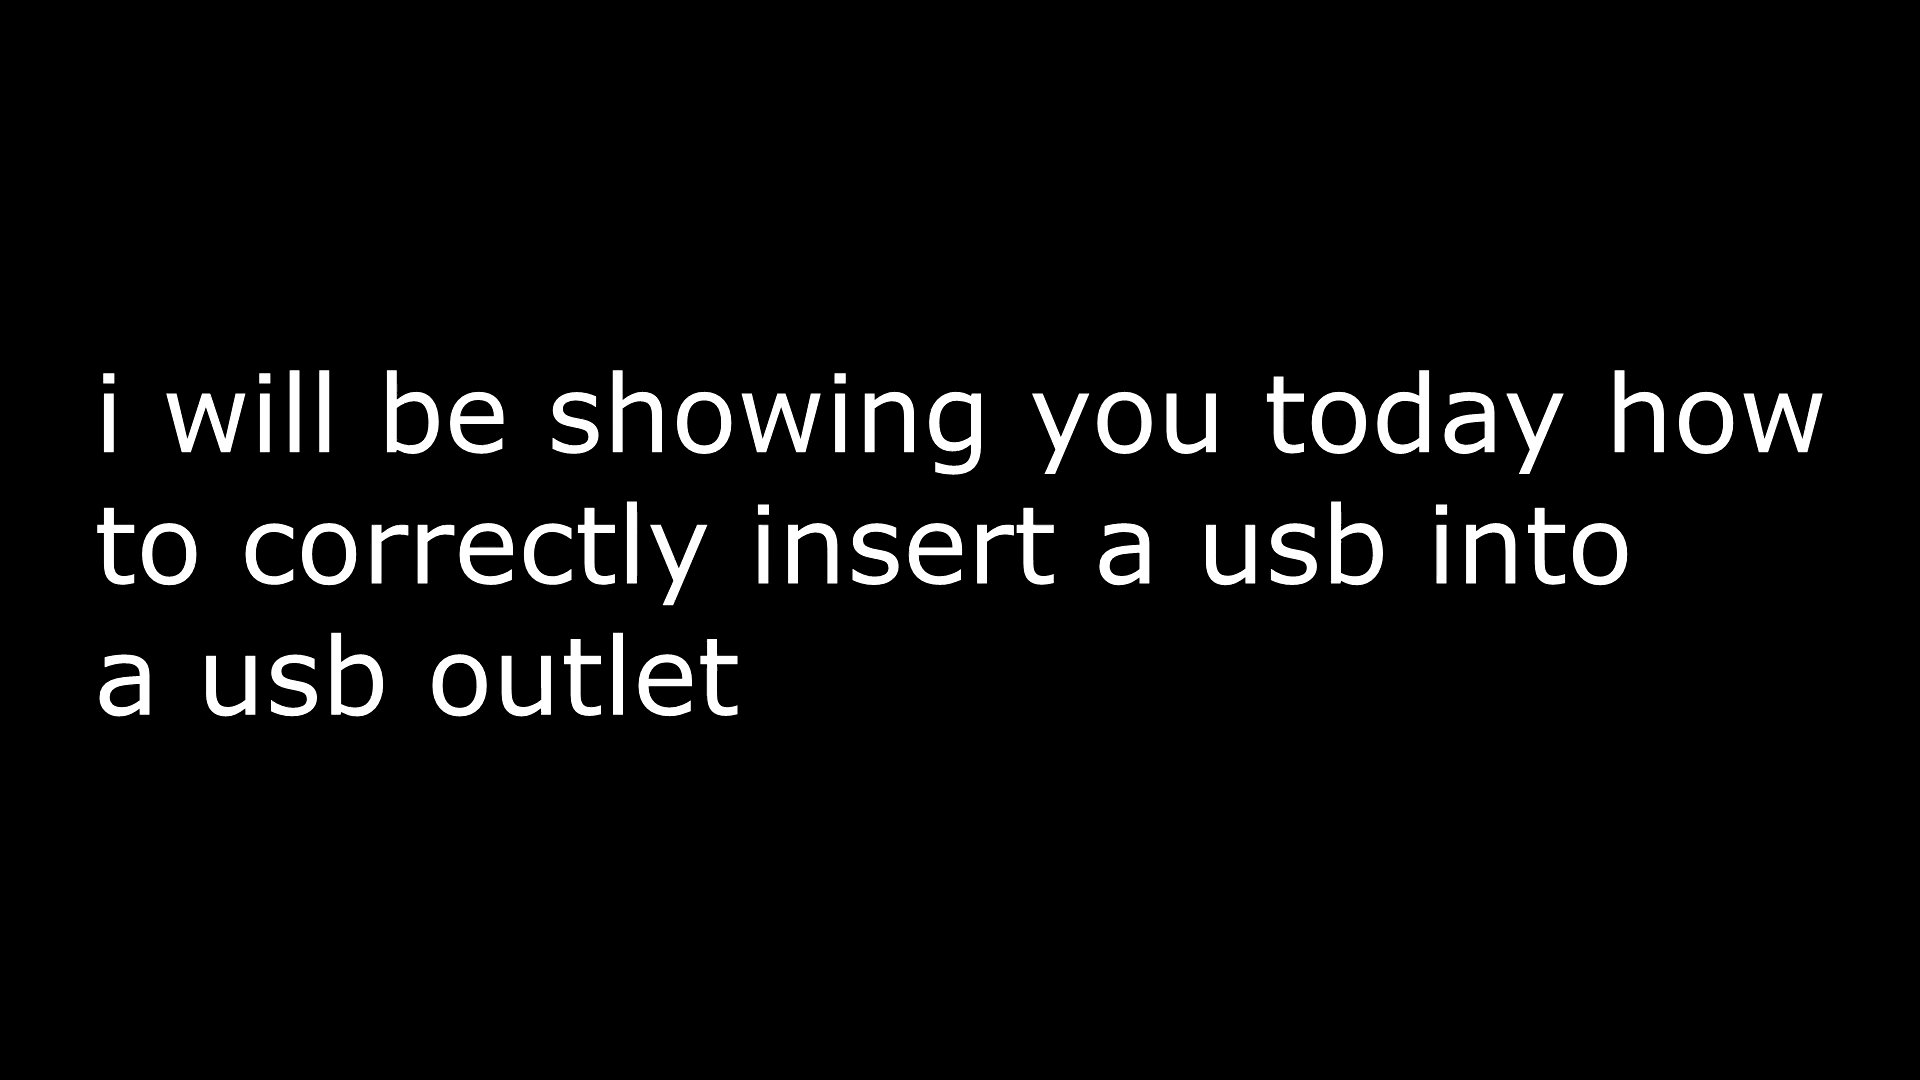 i will be showing you today how
to correctly insert a usb into
a usb outlet